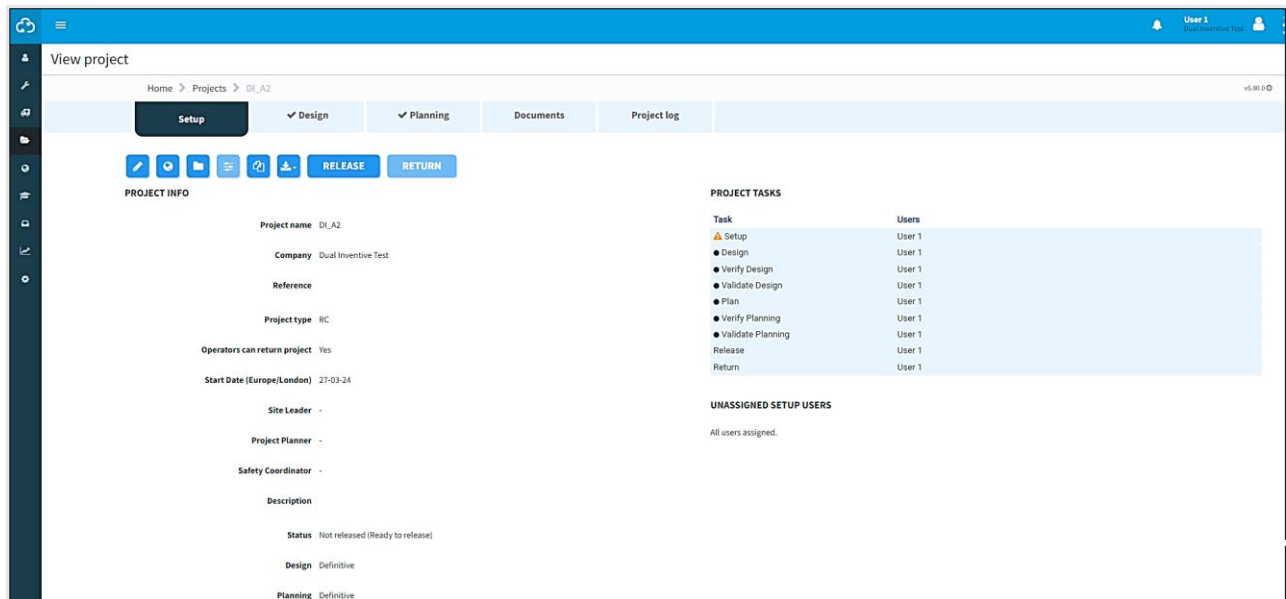 User 1
Dual Inventive Test
View project
Home > Projects > DI_A2
v5.80.0
Setup
Design
Planning
Documents
Project log
RELEASE
RETURN
PROJECT INFO
Project name DI_A2
Company Dual Inventive Test
Reference
Project type RC
Operators can return project Yes
Start Date (Europe/London) 27-03-24
Site Leader -
Project Planner -
Safety Coordinator -
Description
Status Not released (Ready to release)
Design Definitive
Planning Definitive
PROJECT TASKS
Task Users
Setup User 1
Design User 1
Verify Design User 1
Validate Design User 1
Plan User 1
Verify Planning User 1
Validate Planning User 1
Release User 1
Return User 1
UNASSIGNED SETUP USERS
All users assigned.